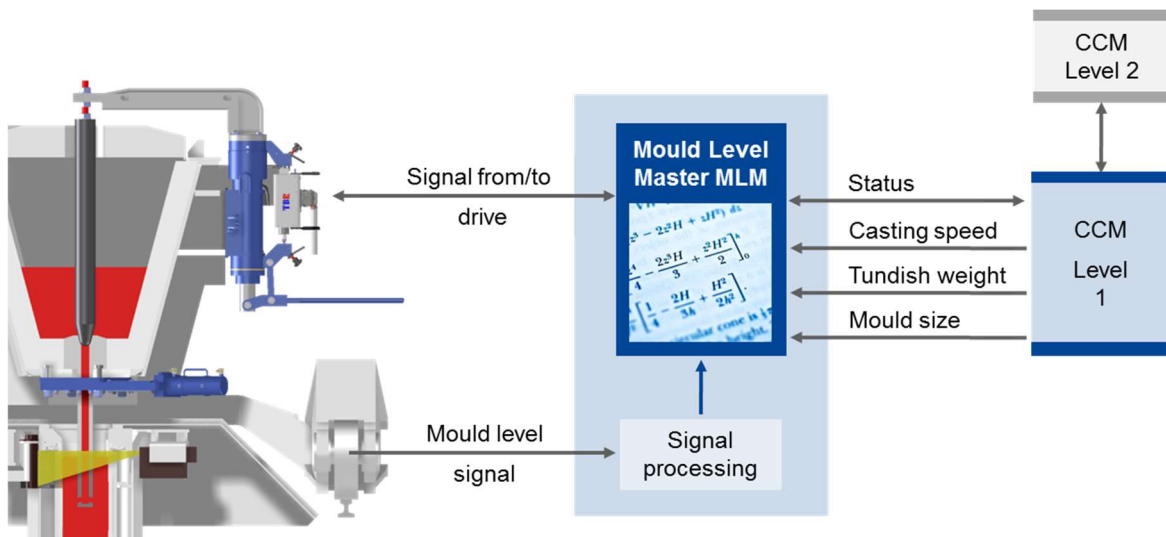 CCM
Level 2
Mould Level
Master MLM
Signal from/to
drive
TBR
Status
Casting speed
Tundish weight
Mould size
CCM
Level
1
Mould level
signal
Signal
processing